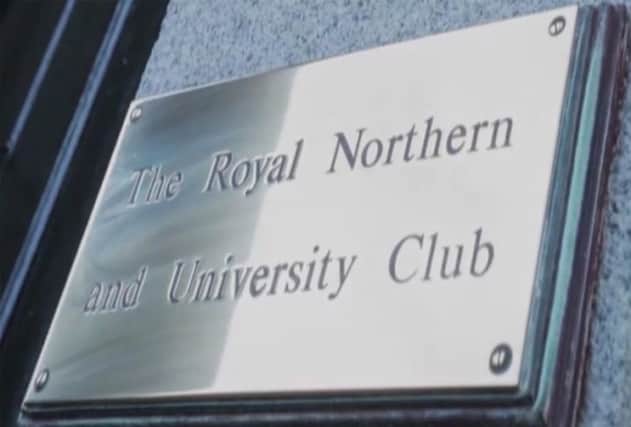 The Royal Northern
and University Club